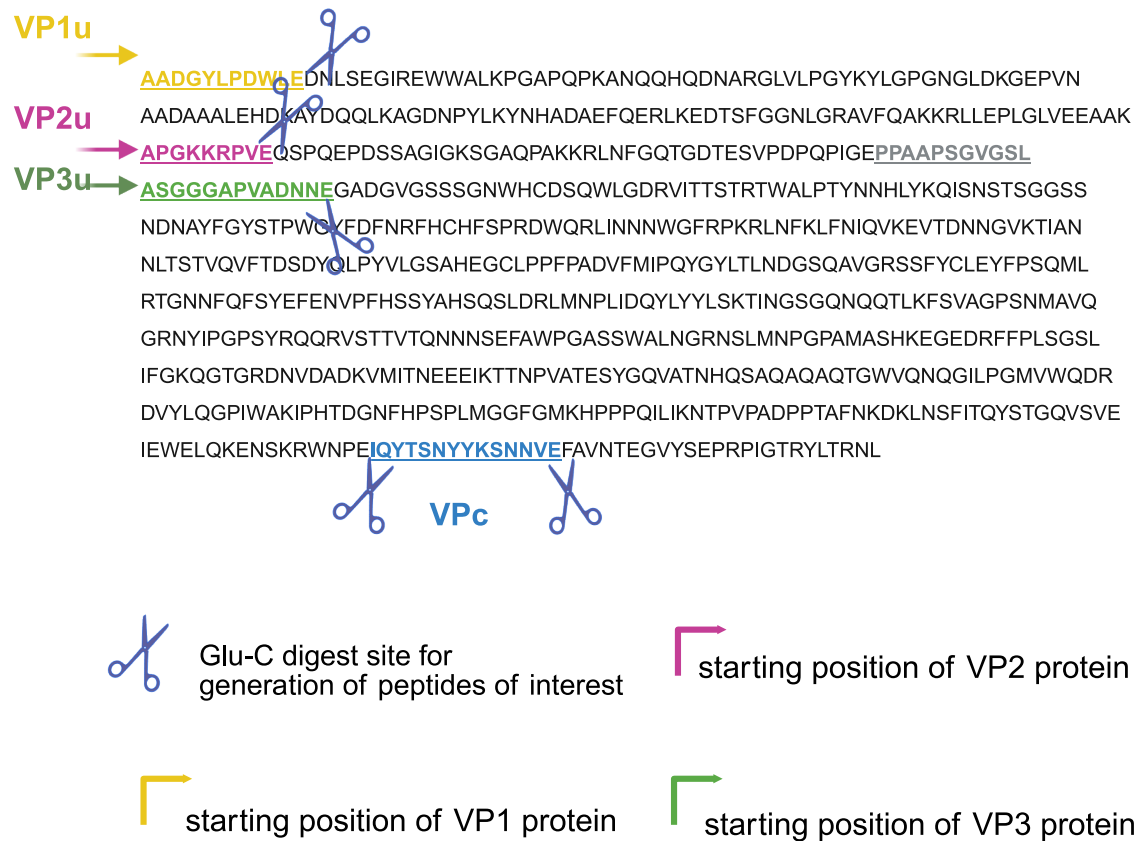 VP1u
AADGYLPDWLEDNLSEGIREWWALKPGAPQPKANQQHQDNARGLVLPGYKYLGPGNGLDKGEPVN
AADAAALEHDKAYDQQLKAGDNPYLKYNHADAEFQERLKEDTSFGGNLGRAVFQAKKRLLEPLGLVEEAAK
VP2u
APGKKRPVEQSPQEPDSSAGIGKSGAQPAKKRLNFGQTGDTESVPDPQPIGEPPAAPSGVGSL
VP3u
ASGGGAPVADNNEGADGVGSSSGNWHCDSQWLGDRVITTSTRTWALPTYNNHLYKQISNSTSGGSS
NDNAYFGYSTPWGYFDFNRFHCHFSPRDWQRLINNNWGFRPKRLNFKLFNIQVKEVTDNNGVKTIAN
NLTSTVQVFTDSDYQLPYVLGSAHEGCLPPFPADVFMIPQYGYLTLNDGSQAVGRSSFYCLEYFPSQML
RTGNNFQFSYEFENVPFHSSYAHSQSLDRLMNPLIDQYLYYLSKTINGSGQNQQTLKFSVAGPSNMAVQ
GRNYIPGPSYRQQRVSTTVTQNNNSEFAWPGASSWALNGRNSLMNPGPAMASHKEGEDRFFPLSGSL
IFGKQGTGRDNVDADKVMITNEEEIKTTNPVATESYGQVATNHQSAQAQAQTGWVQNQGILPGMVWQDR
DVYLQGPIWAKIPHTDGNFHPSPLMGGFGMKHPPPQILIKNTPVPADPPTAFNKDKLNSFITQYSTGQVSVE
IEWELQKENSKRWNPEIQYTSNYYKSNNVEFAVNTEGVYSEPRPIGTRYLTRNL
VPc
Glu-C digest site for
generation of peptides of interest
starting position of VP2 protein
starting position of VP1 protein
starting position of VP3 protein